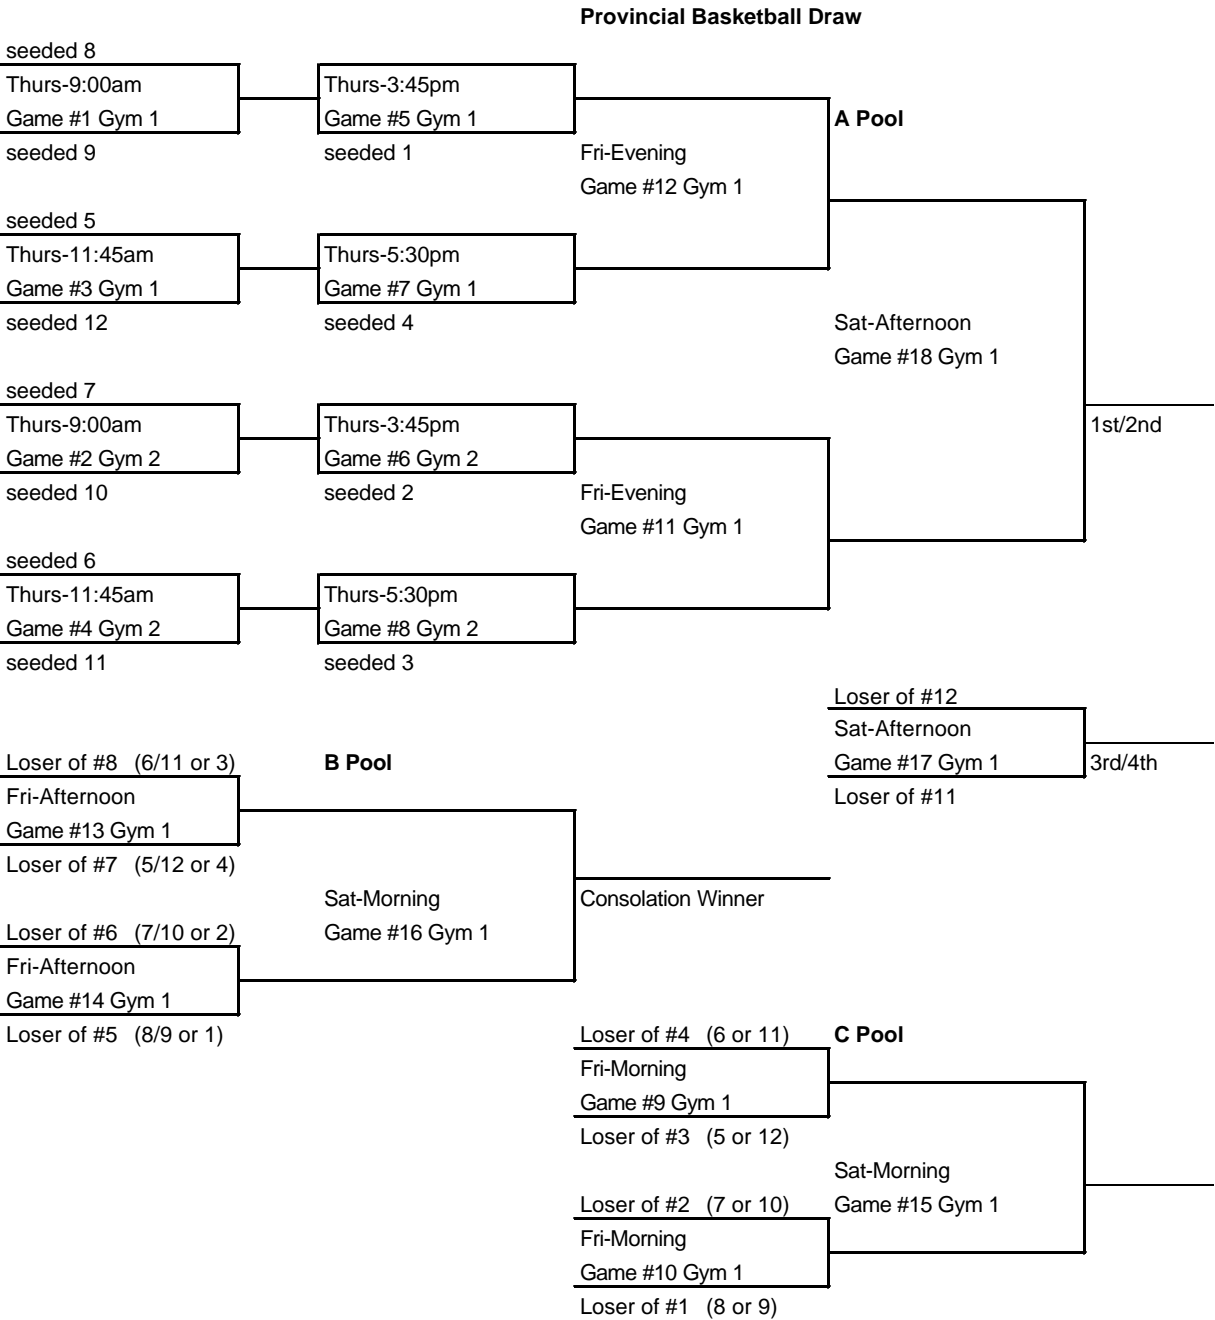 Provincial Basketball Draw
seeded 8
Thurs-9:00am
Game #1 Gym 1
seeded 9
Thurs-3:45pm
Game #5 Gym 1
seeded 1
A Pool
Fri-Evening
Game #12 Gym 1
seeded 5
Thurs-11:45am
Game #3 Gym 1
seeded 12
Thurs-5:30pm
Game #7 Gym 1
seeded 4
Sat-Afternoon
Game #18 Gym 1
seeded 7
Thurs-9:00am
Game #2 Gym 2
seeded 10
Thurs-3:45pm
Game #6 Gym 2
seeded 2
1st/2nd
Fri-Evening
Game #11 Gym 1
seeded 6
Thurs-11:45am
Game #4 Gym 2
seeded 11
Thurs-5:30pm
Game #8 Gym 2
seeded 3
Loser of #12
Sat-Afternoon
Game #17 Gym 1
Loser of #11
3rd/4th
Loser of #8 (6/11 or 3)
B Pool
Fri-Afternoon
Game #13 Gym 1
Loser of #7 (5/12 or 4)
Sat-Morning
Game #16 Gym 1
Consolation Winner
Loser of #6 (7/10 or 2)
Fri-Afternoon
Game #14 Gym 1
Loser of #5 (8/9 or 1)
Loser of #4 (6 or 11)
C Pool
Fri-Morning
Game #9 Gym 1
Loser of #3 (5 or 12)
Sat-Morning
Game #15 Gym 1
Loser of #2 (7 or 10)
Fri-Morning
Game #10 Gym 1
Loser of #1 (8 or 9)